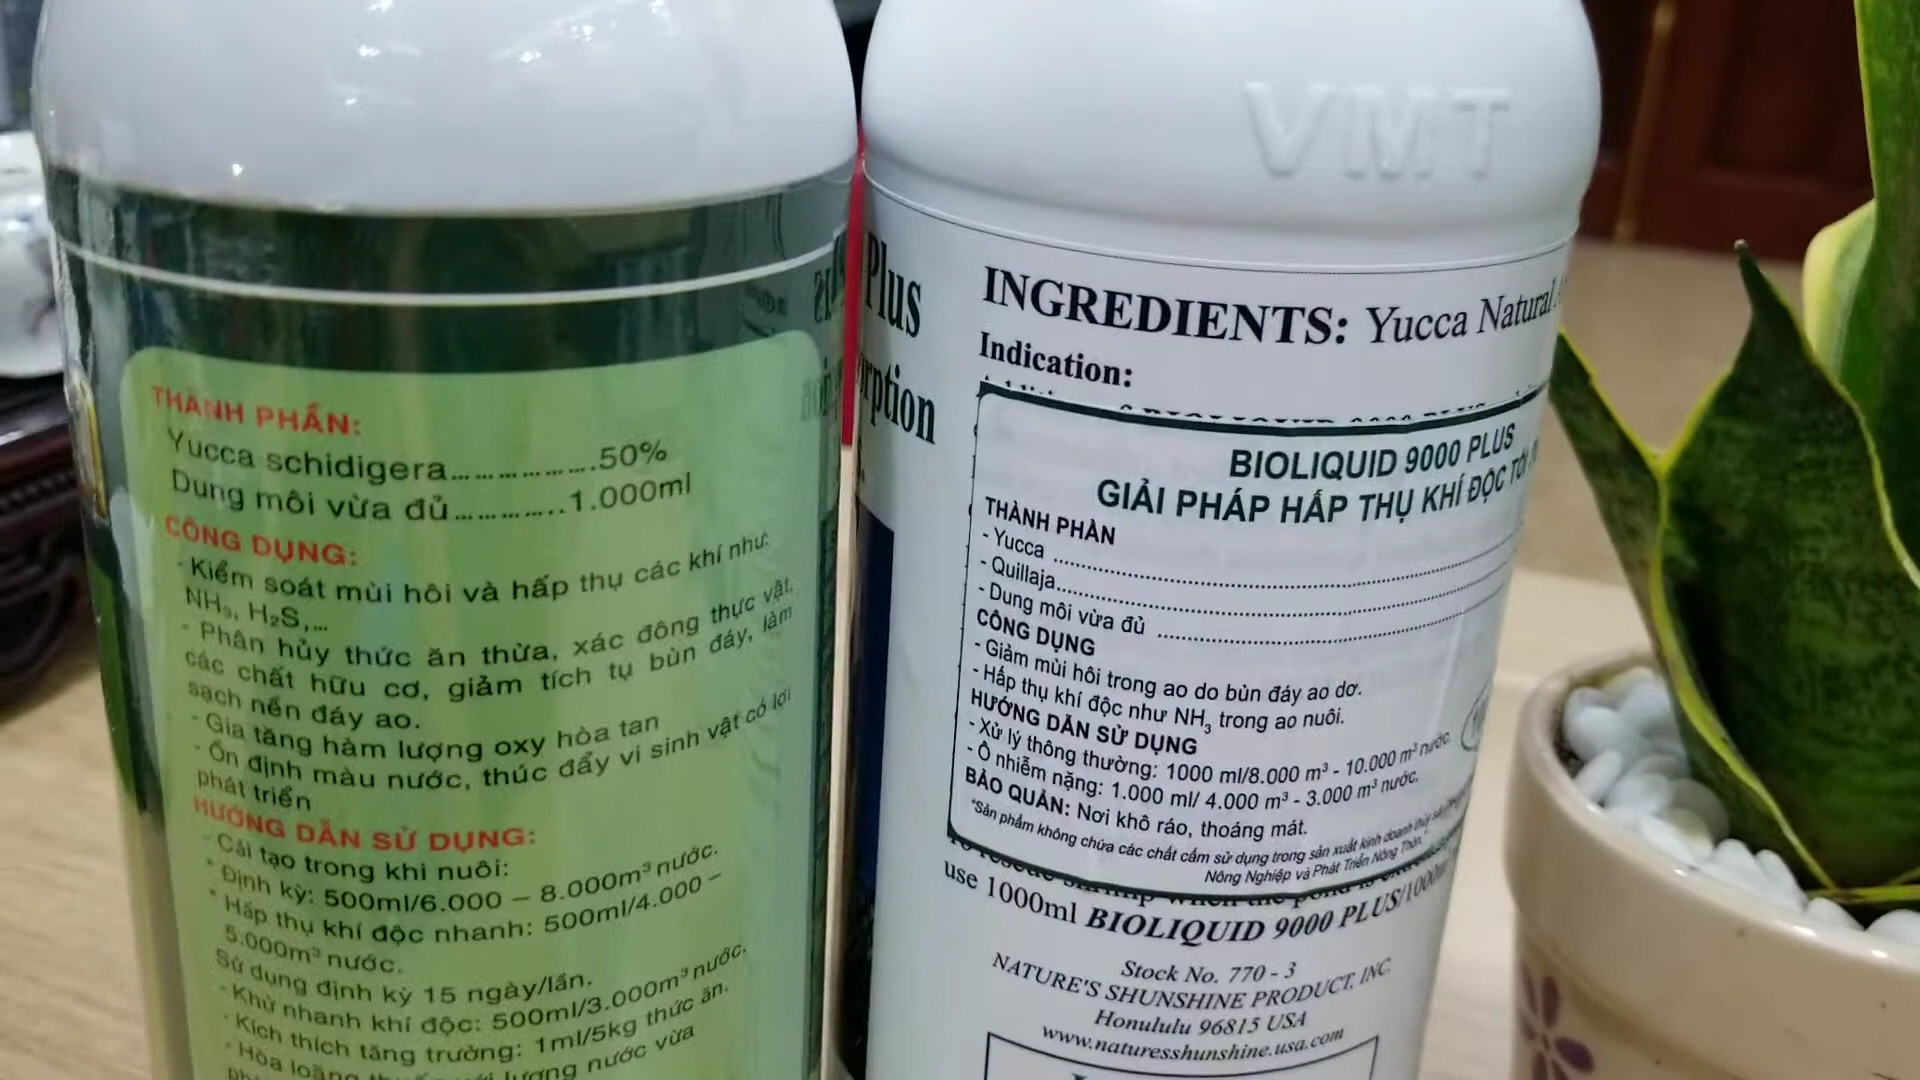 THÀNH PHẦN:
Yucca schidigera……………….50%
Dung môi vừa đủ…………..1.000ml
CÔNG DỤNG:
- Kiểm soát mùi hôi và hấp thụ các khí như:
NH₃, H₂S,...
- Phân hủy thức ăn thừa, xác đông thực vật,
các chất hữu cơ, giảm tích tụ bùn đáy, làm
sạch nền đáy ao.
- Gia tăng hàm lượng oxy hòa tan
- Ổn định màu nước, thúc đẩy vi sinh vật có lợi
phát triển
HƯỚNG DẪN SỬ DỤNG:
- Cải tạo trong khi nuôi:
* Định kỳ: 500ml/6.000 – 8.000m³ nước.
* Hấp thụ khí độc nhanh: 500ml/4.000 –
5.000m³ nước.
Sử dụng định kỳ 15 ngày/lần.
- Khử nhanh khí độc: 500ml/3.000m³ nước.
- Kích thích tăng trưởng: 1ml/5kg thức ăn.
- Hòa loãng với lượng nước vừa
VMT
Plus
INGREDIENTS: Yucca Natural
Indication:
BIOLIQUID 9000 PLUS
GIẢI PHÁP HẤP THỤ KHÍ ĐỘC
THÀNH PHẦN
- Yucca ................
- Quillaja................
- Dung môi vừa đủ ................
CÔNG DỤNG
- Giảm mùi hôi trong ao do bùn đáy ao dơ.
- Hấp thụ khí độc như NH₃ trong ao nuôi.
HƯỚNG DẪN SỬ DỤNG
- Xử lý thông thường: 1000 ml/8.000 m³ - 10.000 m³ nước.
- Ô nhiễm nặng: 1.000 ml/ 4.000 m³ - 3.000 m³ nước.
BẢO QUẢN: Nơi khô ráo, thoáng mát.
*Sản phẩm không chứa các chất cấm sử dụng trong sản xuất kinh doanh thủy sản
Nông Nghiệp và Phát Triển Nông Thôn.
use 1000ml BIOLIQUID 9000 PLUS/
Stock No. 770 - 3
NATURE'S SHUNSHINE PRODUCT, INC.
Honululu 96815 USA
www.naturesshunshine.usa.com